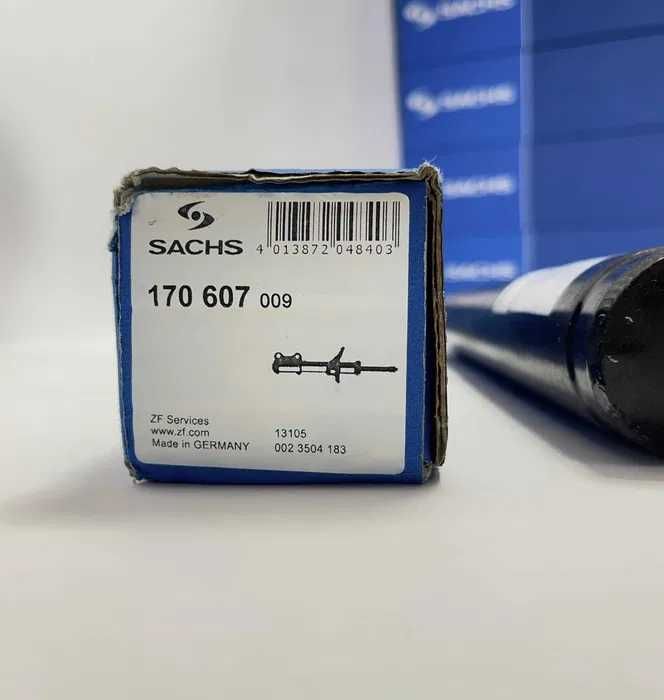 SACHS
SACHS
SACHS
SACHS
4 013872 048403
170 607 009
ZF Services
www.zf.com
Made in GERMANY
13105
002 3504 183